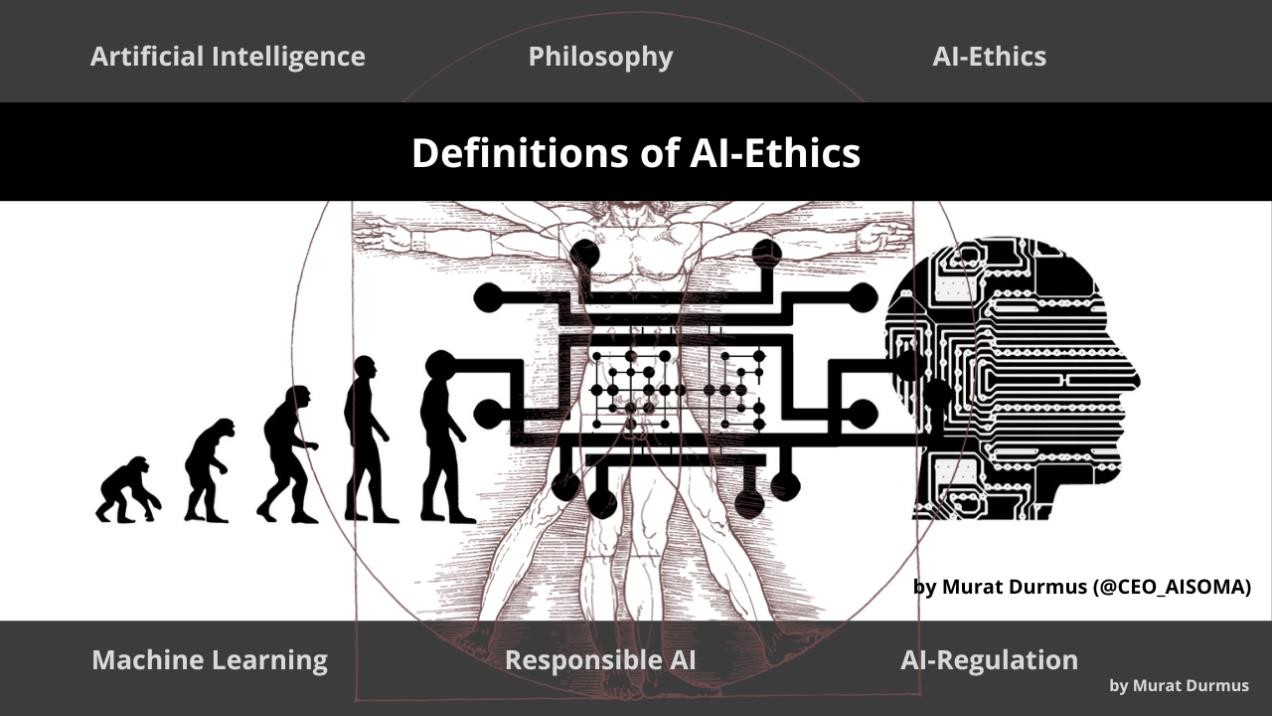 Artificial Intelligence
Philosophy
AI-Ethics
Definitions of AI-Ethics
by Murat Durmus (@CEO_AISOMA)
Machine Learning
Responsible AI
AI-Regulation
by Murat Durmus